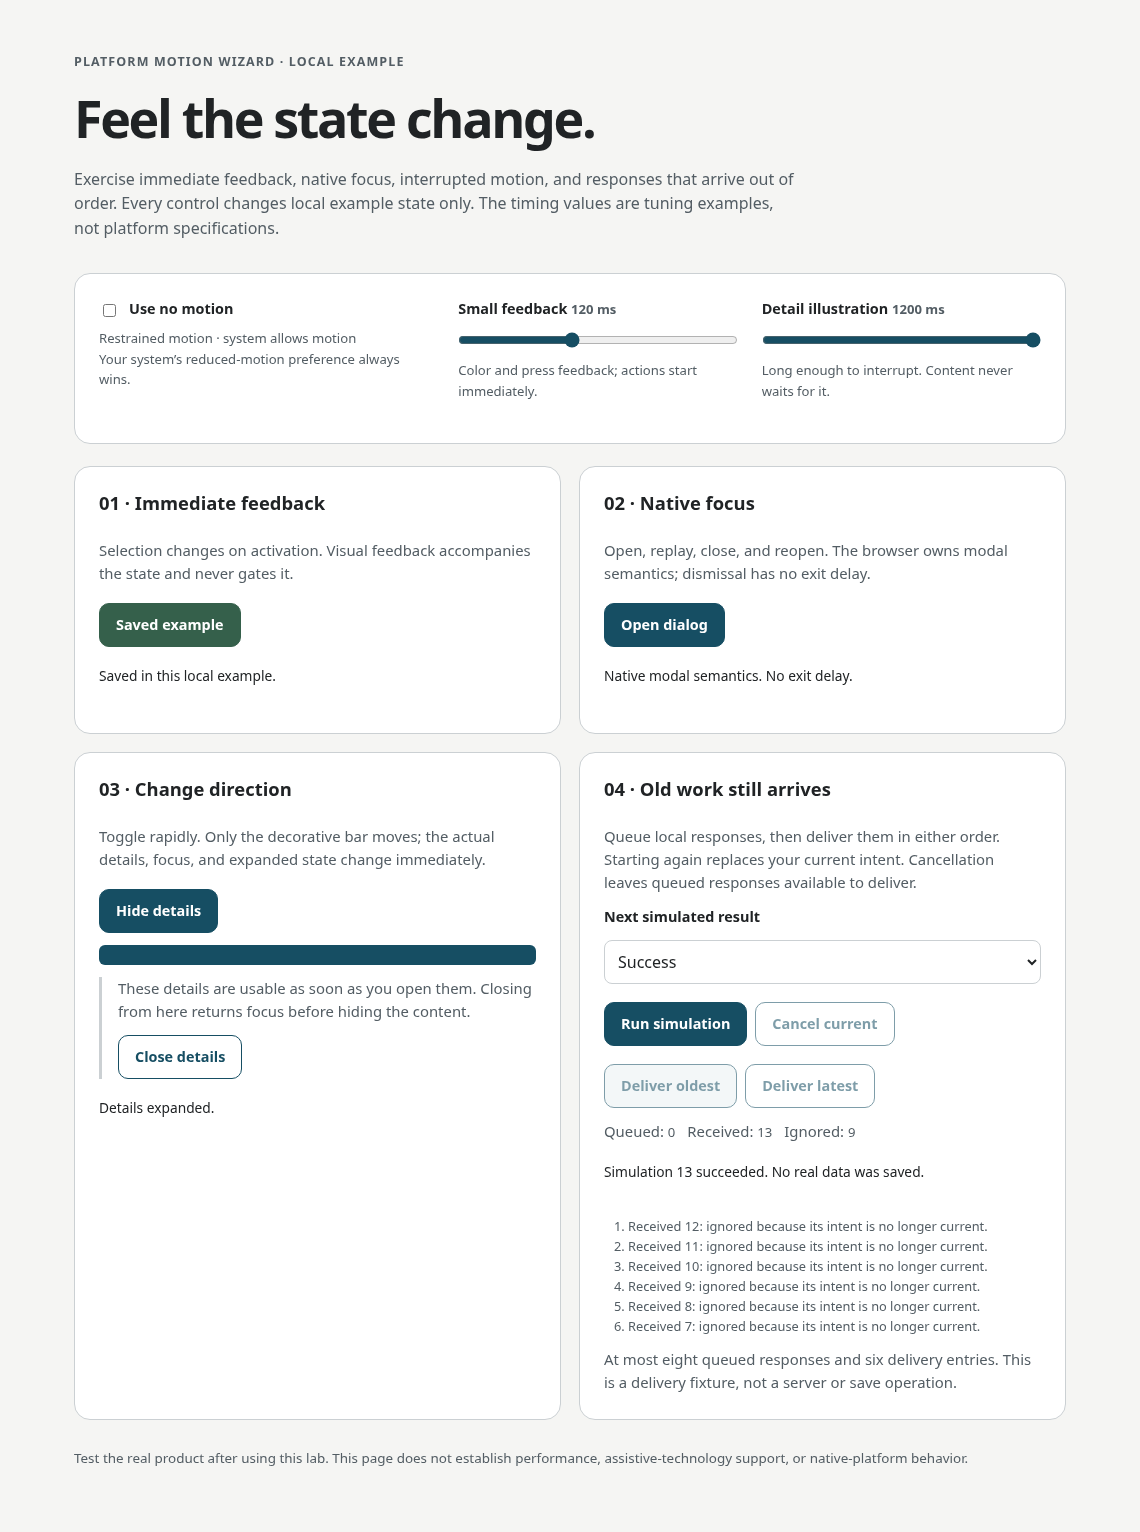 PLATFORM MOTION WIZARD · LOCAL EXAMPLE
Feel the state change.
Exercise immediate feedback, native focus, interrupted motion, and responses that arrive out of
order. Every control changes local example state only. The timing values are tuning examples,
not platform specifications.
Use no motion
Restrained motion · system allows motion
Your system’s reduced-motion preference always
wins.
Small feedback 120 ms
Color and press feedback; actions start
immediately.
Detail illustration 1200 ms
Long enough to interrupt. Content never
waits for it.
01 · Immediate feedback
Selection changes on activation. Visual feedback accompanies
the state and never gates it.
Saved example
Saved in this local example.
02 · Native focus
Open, replay, close, and reopen. The browser owns modal
semantics; dismissal has no exit delay.
Open dialog
Native modal semantics. No exit delay.
03 · Change direction
Toggle rapidly. Only the decorative bar moves; the actual
details, focus, and expanded state change immediately.
Hide details
These details are usable as soon as you open them. Closing
from here returns focus before hiding the content.
Close details
Details expanded.
04 · Old work still arrives
Queue local responses, then deliver them in either order.
Starting again replaces your current intent. Cancellation
leaves queued responses available to deliver.
Next simulated result
Success
Run simulation Cancel current
Deliver oldest Deliver latest
Queued: 0 Received: 13 Ignored: 9
Simulation 13 succeeded. No real data was saved.
1. Received 12: ignored because its intent is no longer current.
2. Received 11: ignored because its intent is no longer current.
3. Received 10: ignored because its intent is no longer current.
4. Received 9: ignored because its intent is no longer current.
5. Received 8: ignored because its intent is no longer current.
6. Received 7: ignored because its intent is no longer current.
At most eight queued responses and six delivery entries. This
is a delivery fixture, not a server or save operation.
Test the real product after using this lab. This page does not establish performance, assistive-technology support, or native-platform behavior.